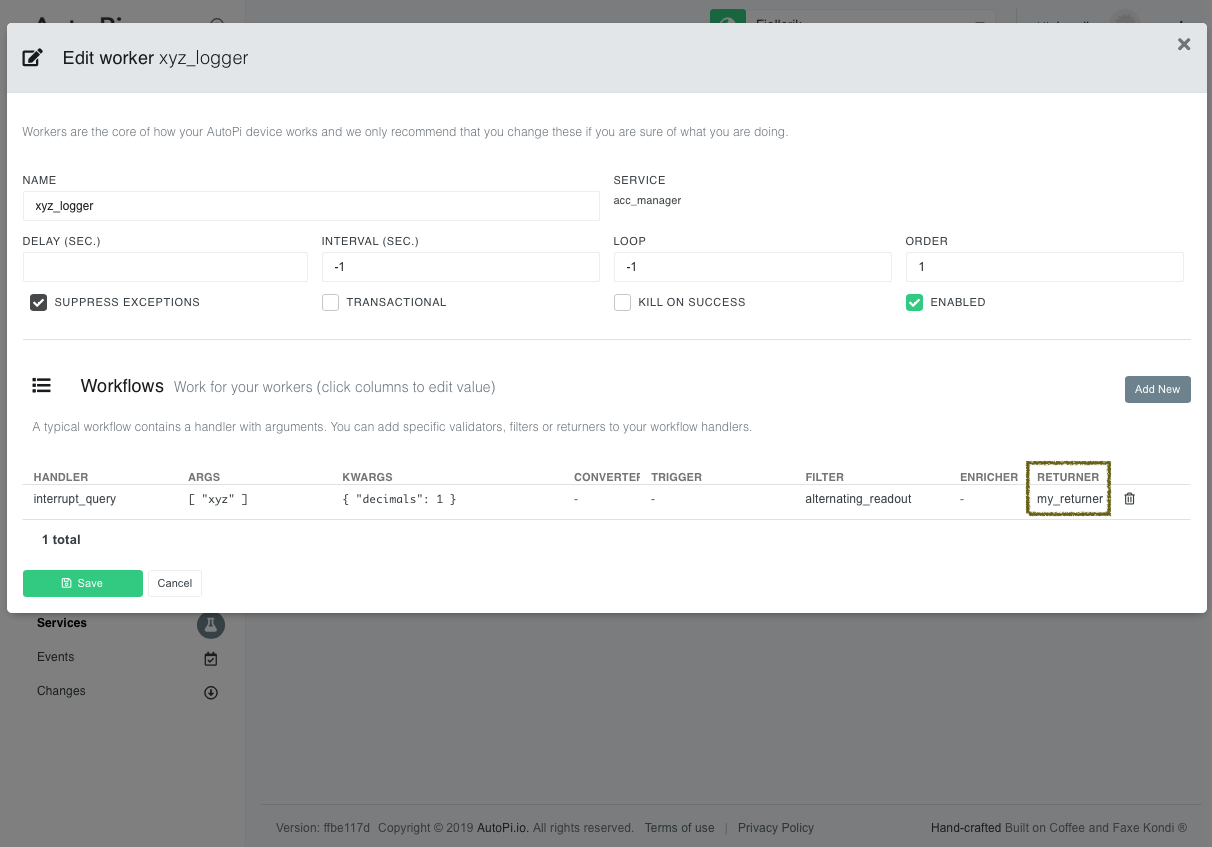 Edit worker xyz_logger
Workers are the core of how your AutoPi device works and we only recommend that you change these if you are sure of what you are doing.
NAME SERVICE
xyz_logger acc_manager
DELAY (SEC.) INTERVAL (SEC.) LOOP ORDER
-1 -1 1
SUPPRESS EXCEPTIONS TRANSACTIONAL KILL ON SUCCESS ENABLED
Workflows Work for your workers (click columns to edit value)
Add New
A typical workflow contains a handler with arguments. You can add specific validators, filters or returners to your workflow handlers.
HANDLER ARGS KWARGS CONVERTER TRIGGER FILTER ENRICHER RETURNER
interrupt_query [ "xyz" ] { "decimals": 1 } - - alternating_readout - my_returner
1 total
Save Cancel
Services
Events
Changes
Version: ffbe117d Copyright © 2019 AutoPi.io. All rights reserved. Terms of use | Privacy Policy Hand-crafted Built on Coffee and Faxe Kondi ®